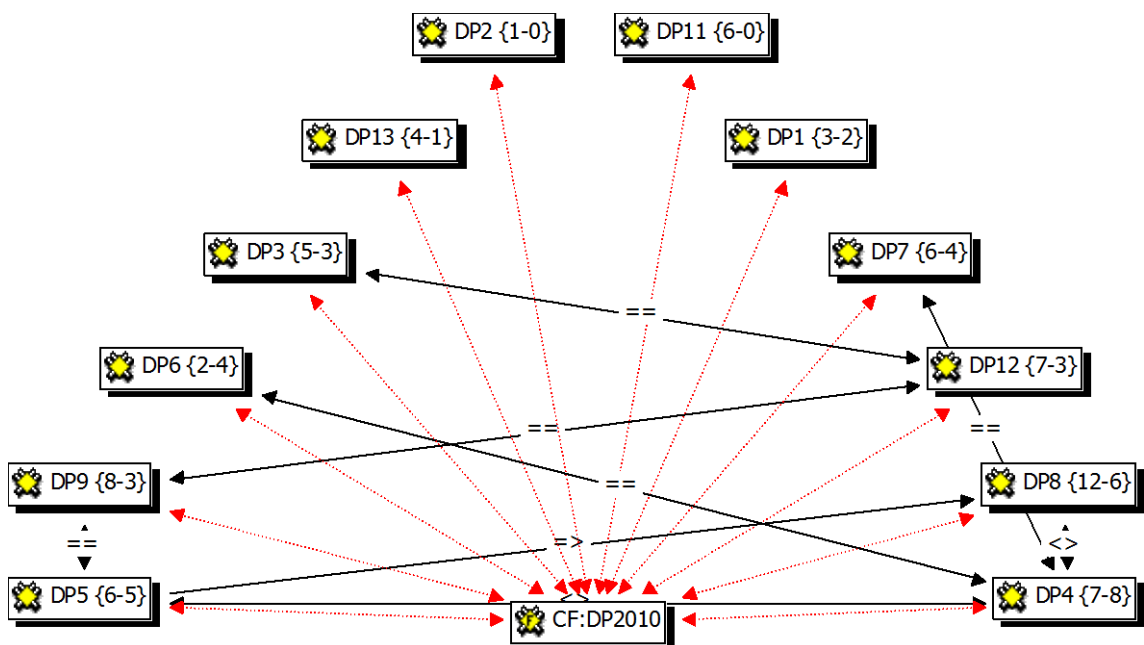 DP2 {1-0}
DP11 {6-0}
DP13 {4-1}
DP1 {3-2}
DP3 {5-3}
DP7 {6-4}
==
DP6 {2-4}
DP12 {7-3}
==
==
DP9 {8-3}
==
DP8 {12-6}
==
=>
<>
DP5 {6-5}
DP4 {7-8}
CF:DP2010